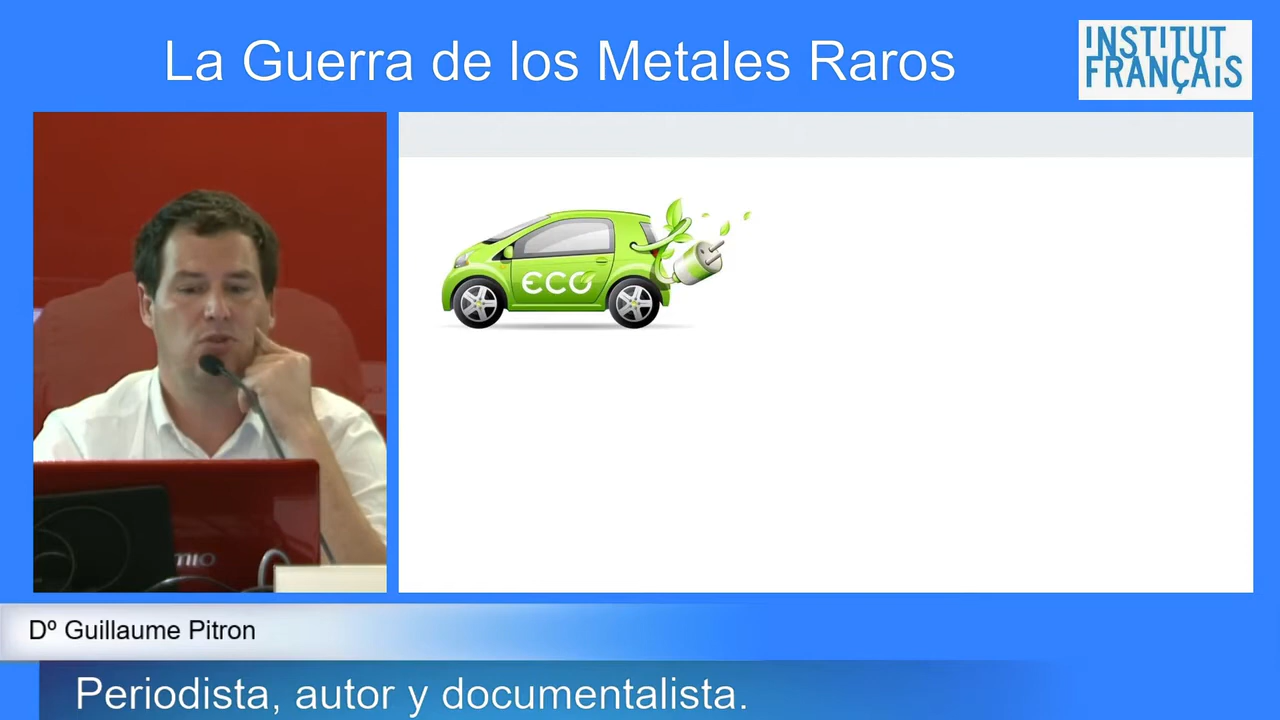 La Guerra de los Metales Raros
INSTITUT
FRANÇAIS
ECO
Dº Guillaume Pitron
Periodista, autor y documentalista.